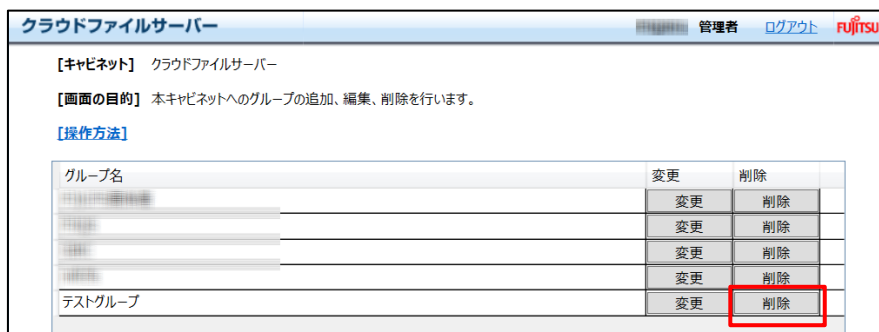 クラウドファイルサーバー 管理者 ログアウト FUJITSU
[キャビネット] クラウドファイルサーバー
[画面の目的] 本キャビネットへのグループの追加、編集、削除を行います。
[操作方法]
グループ名 変更 削除
変更 削除
変更 削除
変更 削除
変更 削除
テストグループ 変更 削除